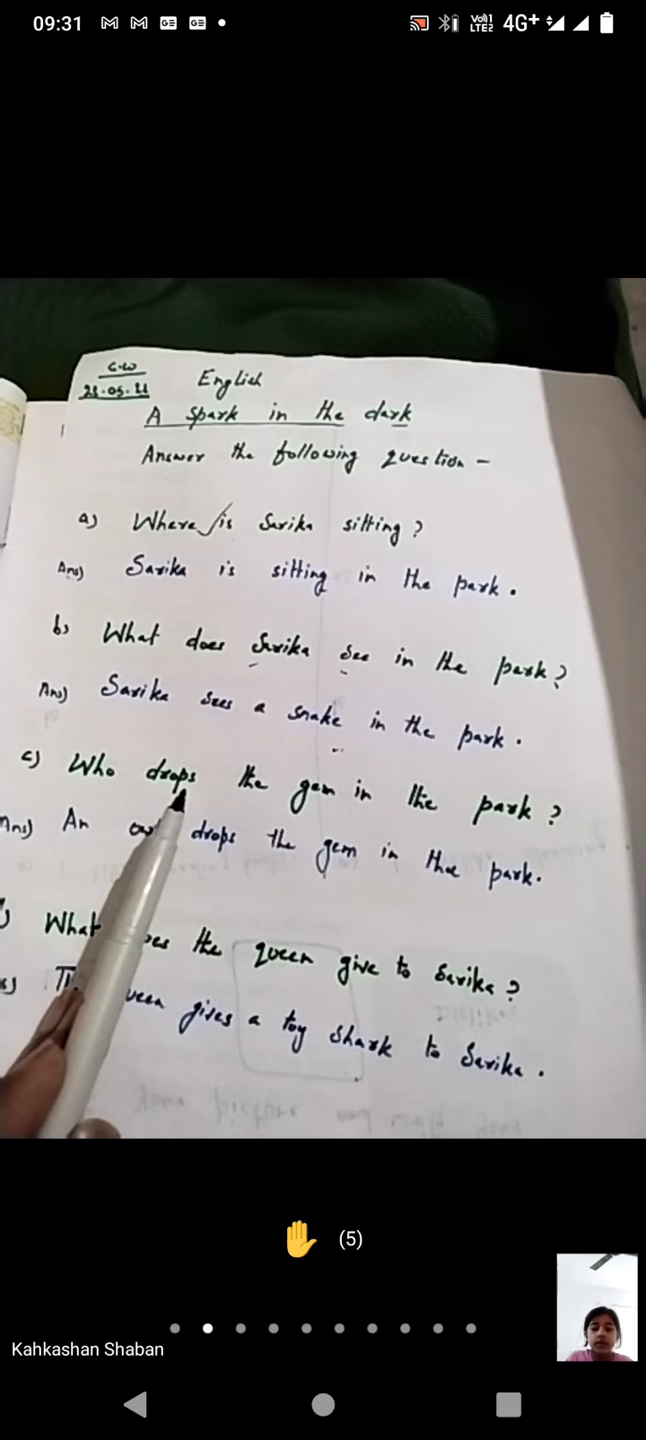 09:31
Vo))1 LTE2 4G+
C.W English
A Spark in the dark
Answer the following question -
a) Where is Sarika sitting?
Ans) Sarika is sitting in the park.
b) What does Sarika see in the park?
Ans) Sarika sees a snake in the park.
c) Who drops the gem in the park?
Ans) An drops the gem in the park.
What the queen give to Sarika?
gives a toy shark to Sarika.
(5)
Kahkashan Shaban